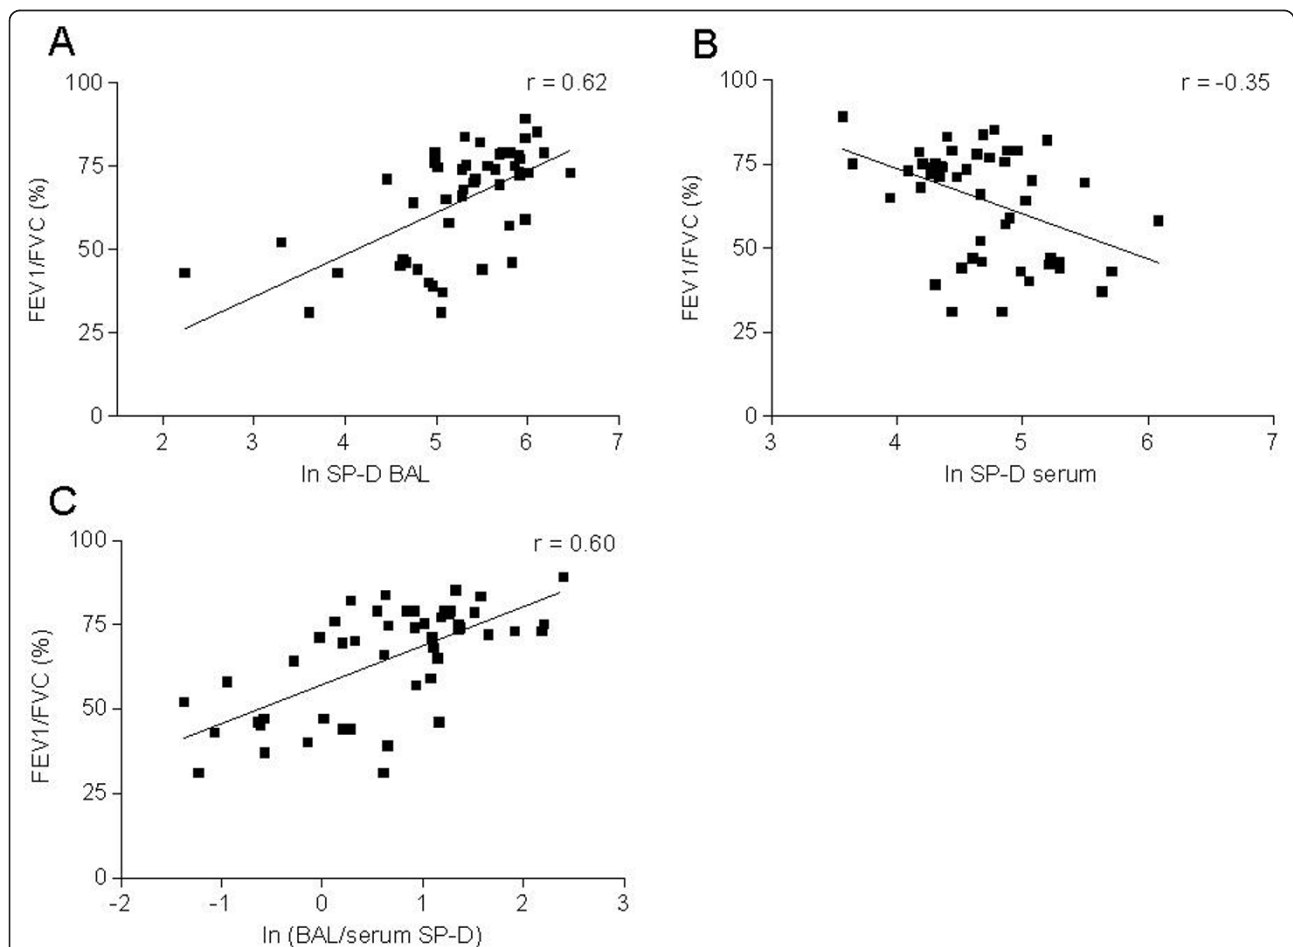 A
r = 0.62
100
75
50
25
0
FEV1/FVC (%)
2 3 4 5 6 7
ln SP-D BAL
B
r = -0.35
100
75
50
25
0
FEV1/FVC (%)
3 4 5 6 7
ln SP-D serum
C
r = 0.60
100
75
50
25
0
FEV1/FVC (%)
-2 -1 0 1 2 3
ln (BAL/serum SP-D)